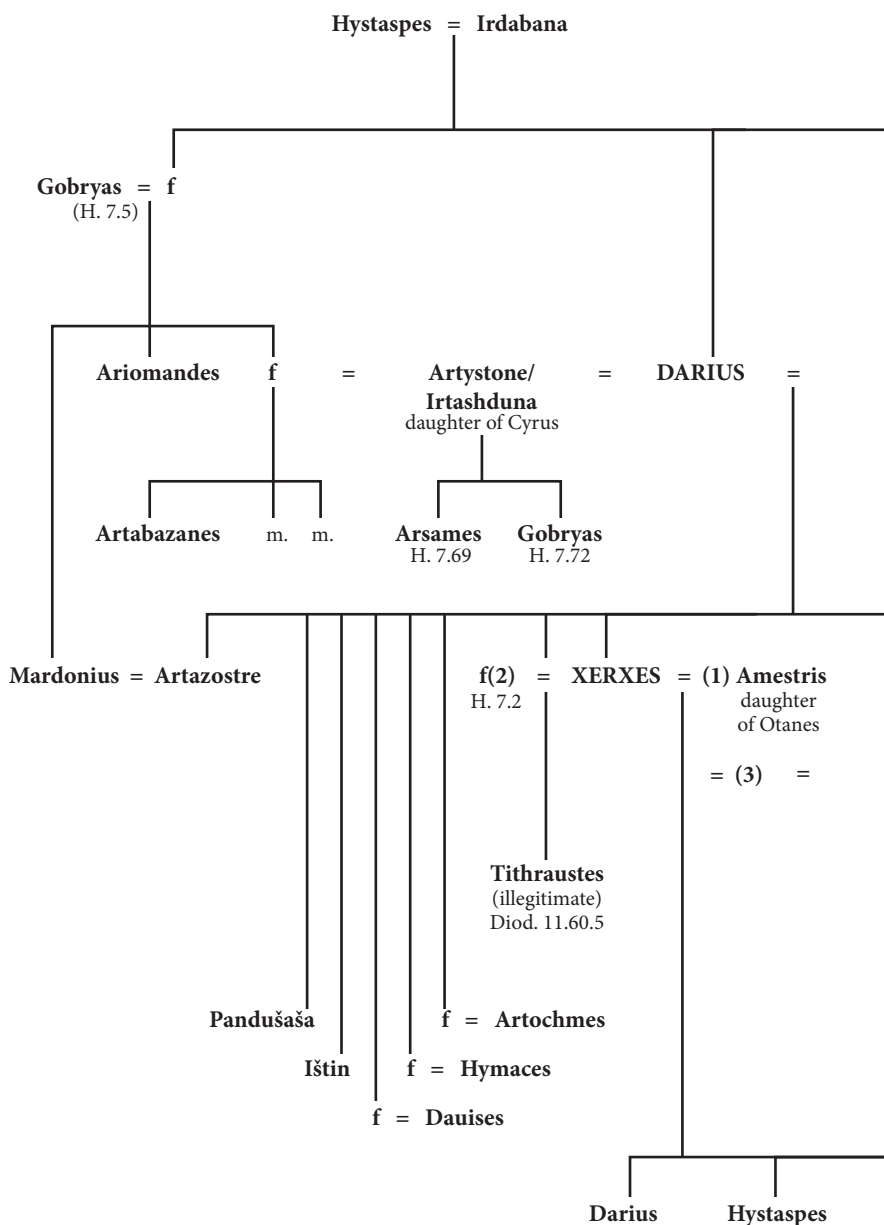 Hystaspes = Irdabana
Gobryas = f
(H. 7.5)
Ariomandes f = Artystone/ = DARIUS =
Irtashduna
daughter of Cyrus
Artabazanes m. m. Arsames Gobryas
H. 7.69 H. 7.72
Mardonius = Artazostre f(2) = XERXES = (1) Amestris
H. 7.2 daughter
of Otanes
= (3) =
Tithraustes
(illegitimate)
Diod. 11.60.5
Pandušaša f = Artochmes
Ištin f = Hymaces
f = Dauises
Darius Hystaspes